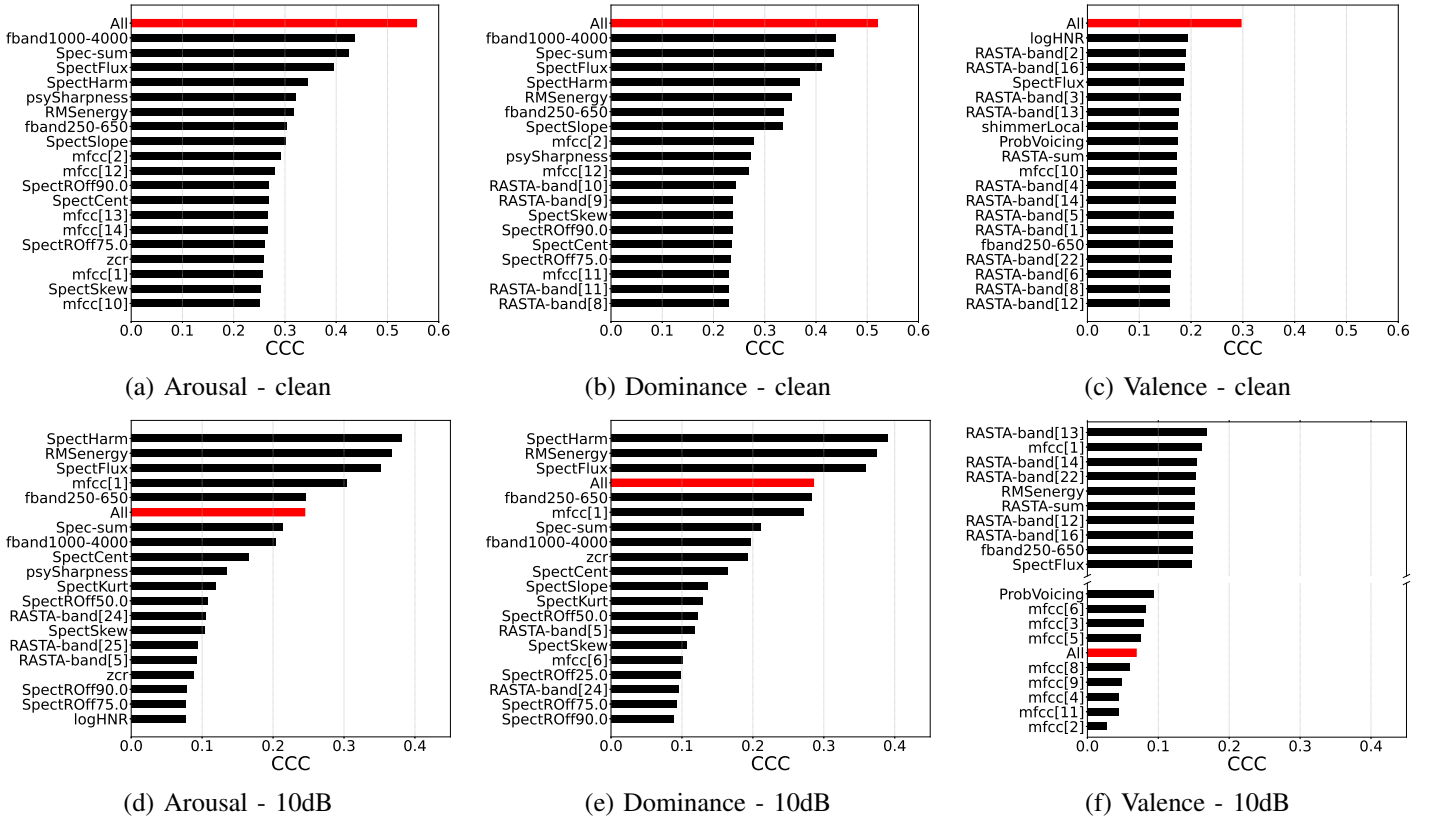 All
fband1000-4000
Spec-sum
SpectFlux
SpectHarm
psySharpness
RMSenergy
fband250-650
SpectSlope
mfcc[2]
mfcc[12]
SpectROff90.0
SpectCent
mfcc[13]
mfcc[14]
SpectROff75.0
zcr
mfcc[1]
SpectSkew
mfcc[10]
0.0 0.1 0.2 0.3 0.4 0.5 0.6
CCC
(a) Arousal - clean
All
fband1000-4000
Spec-sum
SpectFlux
SpectHarm
RMSenergy
fband250-650
SpectSlope
mfcc[2]
psySharpness
mfcc[12]
RASTA-band[10]
RASTA-band[9]
SpectSkew
SpectROff90.0
SpectCent
SpectROff75.0
mfcc[11]
RASTA-band[11]
RASTA-band[8]
0.0 0.1 0.2 0.3 0.4 0.5 0.6
CCC
(b) Dominance - clean
All
logHNR
RASTA-band[2]
RASTA-band[16]
SpectFlux
RASTA-band[3]
RASTA-band[13]
shimmerLocal
ProbVoicing
RASTA-sum
mfcc[10]
RASTA-band[4]
RASTA-band[14]
RASTA-band[5]
RASTA-band[1]
fband250-650
RASTA-band[22]
RASTA-band[6]
RASTA-band[8]
RASTA-band[12]
0.0 0.1 0.2 0.3 0.4 0.5 0.6
CCC
(c) Valence - clean
SpectHarm
RMSenergy
SpectFlux
mfcc[1]
fband250-650
All
Spec-sum
fband1000-4000
SpectCent
psySharpness
SpectKurt
SpectROff50.0
RASTA-band[24]
SpectSkew
RASTA-band[25]
RASTA-band[5]
zcr
SpectROff90.0
SpectROff75.0
logHNR
0.0 0.1 0.2 0.3 0.4
CCC
(d) Arousal - 10dB
SpectHarm
RMSenergy
SpectFlux
All
fband250-650
mfcc[1]
Spec-sum
fband1000-4000
zcr
SpectCent
SpectSlope
SpectKurt
SpectROff50.0
RASTA-band[5]
SpectSkew
mfcc[6]
SpectROff25.0
RASTA-band[24]
SpectROff75.0
SpectROff90.0
0.0 0.1 0.2 0.3 0.4
CCC
(e) Dominance - 10dB
RASTA-band[13]
mfcc[1]
RASTA-band[14]
RASTA-band[22]
RMSenergy
RASTA-sum
RASTA-band[12]
RASTA-band[16]
fband250-650
SpectFlux
ProbVoicing
mfcc[6]
mfcc[3]
mfcc[5]
All
mfcc[8]
mfcc[9]
mfcc[4]
mfcc[11]
mfcc[2]
0.0 0.1 0.2 0.3 0.4
CCC
(f) Valence - 10dB